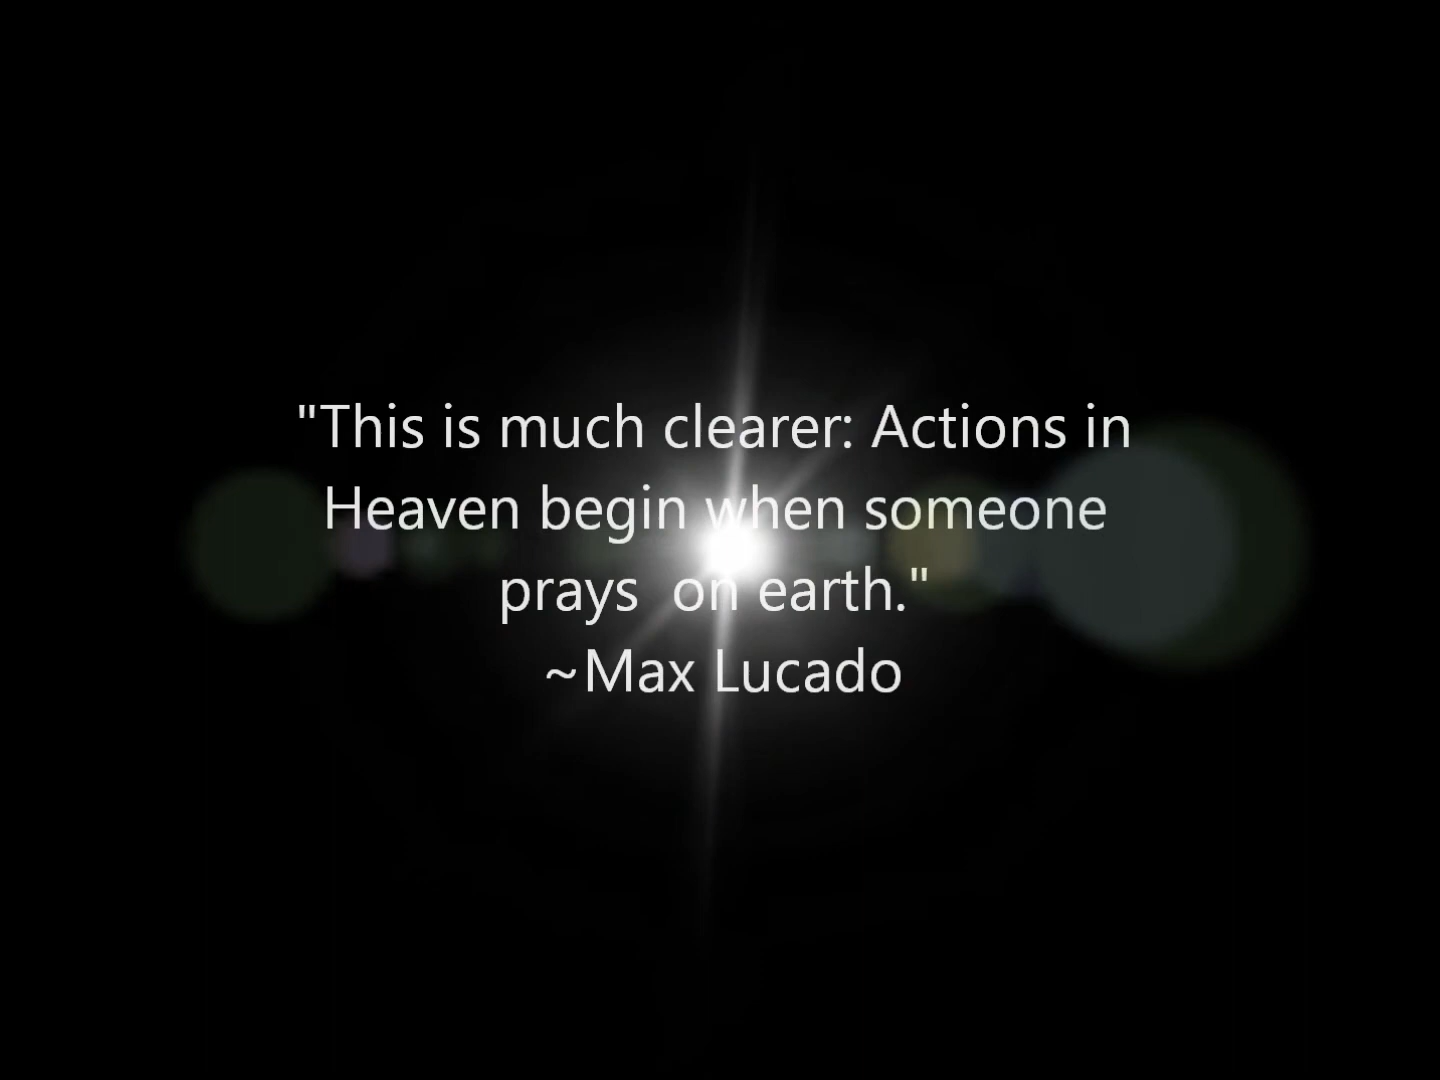 "This is much clearer: Actions in
Heaven begin when someone
prays  on earth."
~Max Lucado